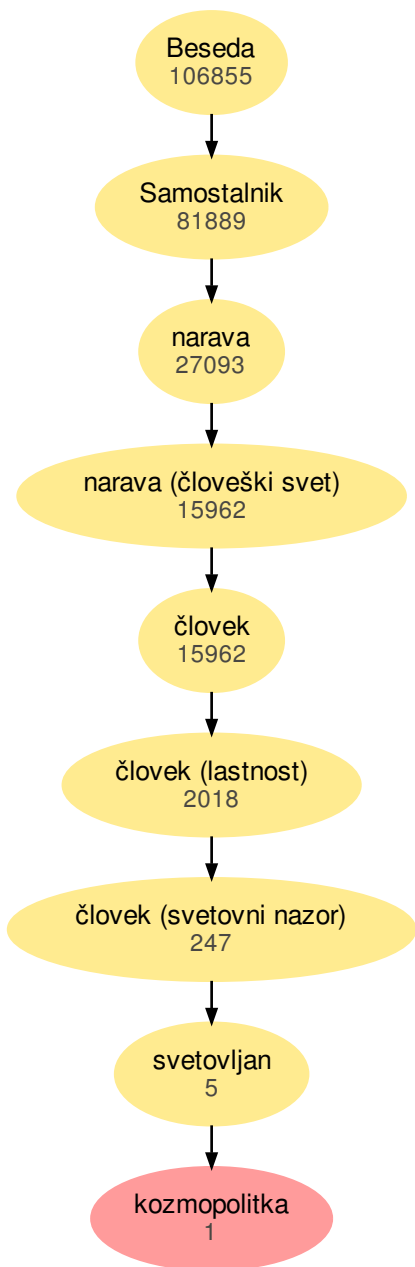 Beseda
106855
Samostalnik
81889
narava
27093
narava (človeški svet)
15962
človek
15962
človek (lastnost)
2018
človek (svetovni nazor)
247
svetovljan
5
kozmopolitka
1